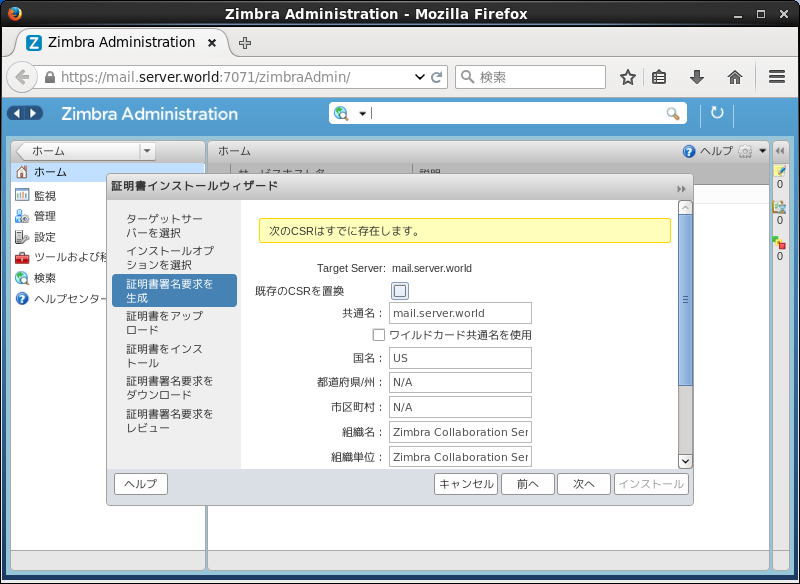 Zimbra Administration - Mozilla Firefox
Zimbra Administration
https://mail.server.world:7071/zimbraAdmin/
検索
Zimbra Administration
ホーム
ホーム
ヘルプ
ホーム
監視
管理
設定
ツールおよび移
検索
ヘルプセンター
0
0
0
証明書インストールウィザード
ターゲットサー
バーを選択
インストールオプ
ションを選択
証明書署名要求を
生成
証明書をアップ
ロード
証明書をインス
トール
証明書署名要求を
ダウンロード
証明書署名要求を
レビュー
次のCSRはすでに存在します。
Target Server: mail.server.world
既存のCSRを置換
共通名： mail.server.world
ワイルドカード共通名を使用
国名： US
都道府県/州： N/A
市区町村： N/A
組織名： Zimbra Collaboration Ser
組織単位： Zimbra Collaboration Ser
ヘルプ キャンセル 前へ 次へ インストール